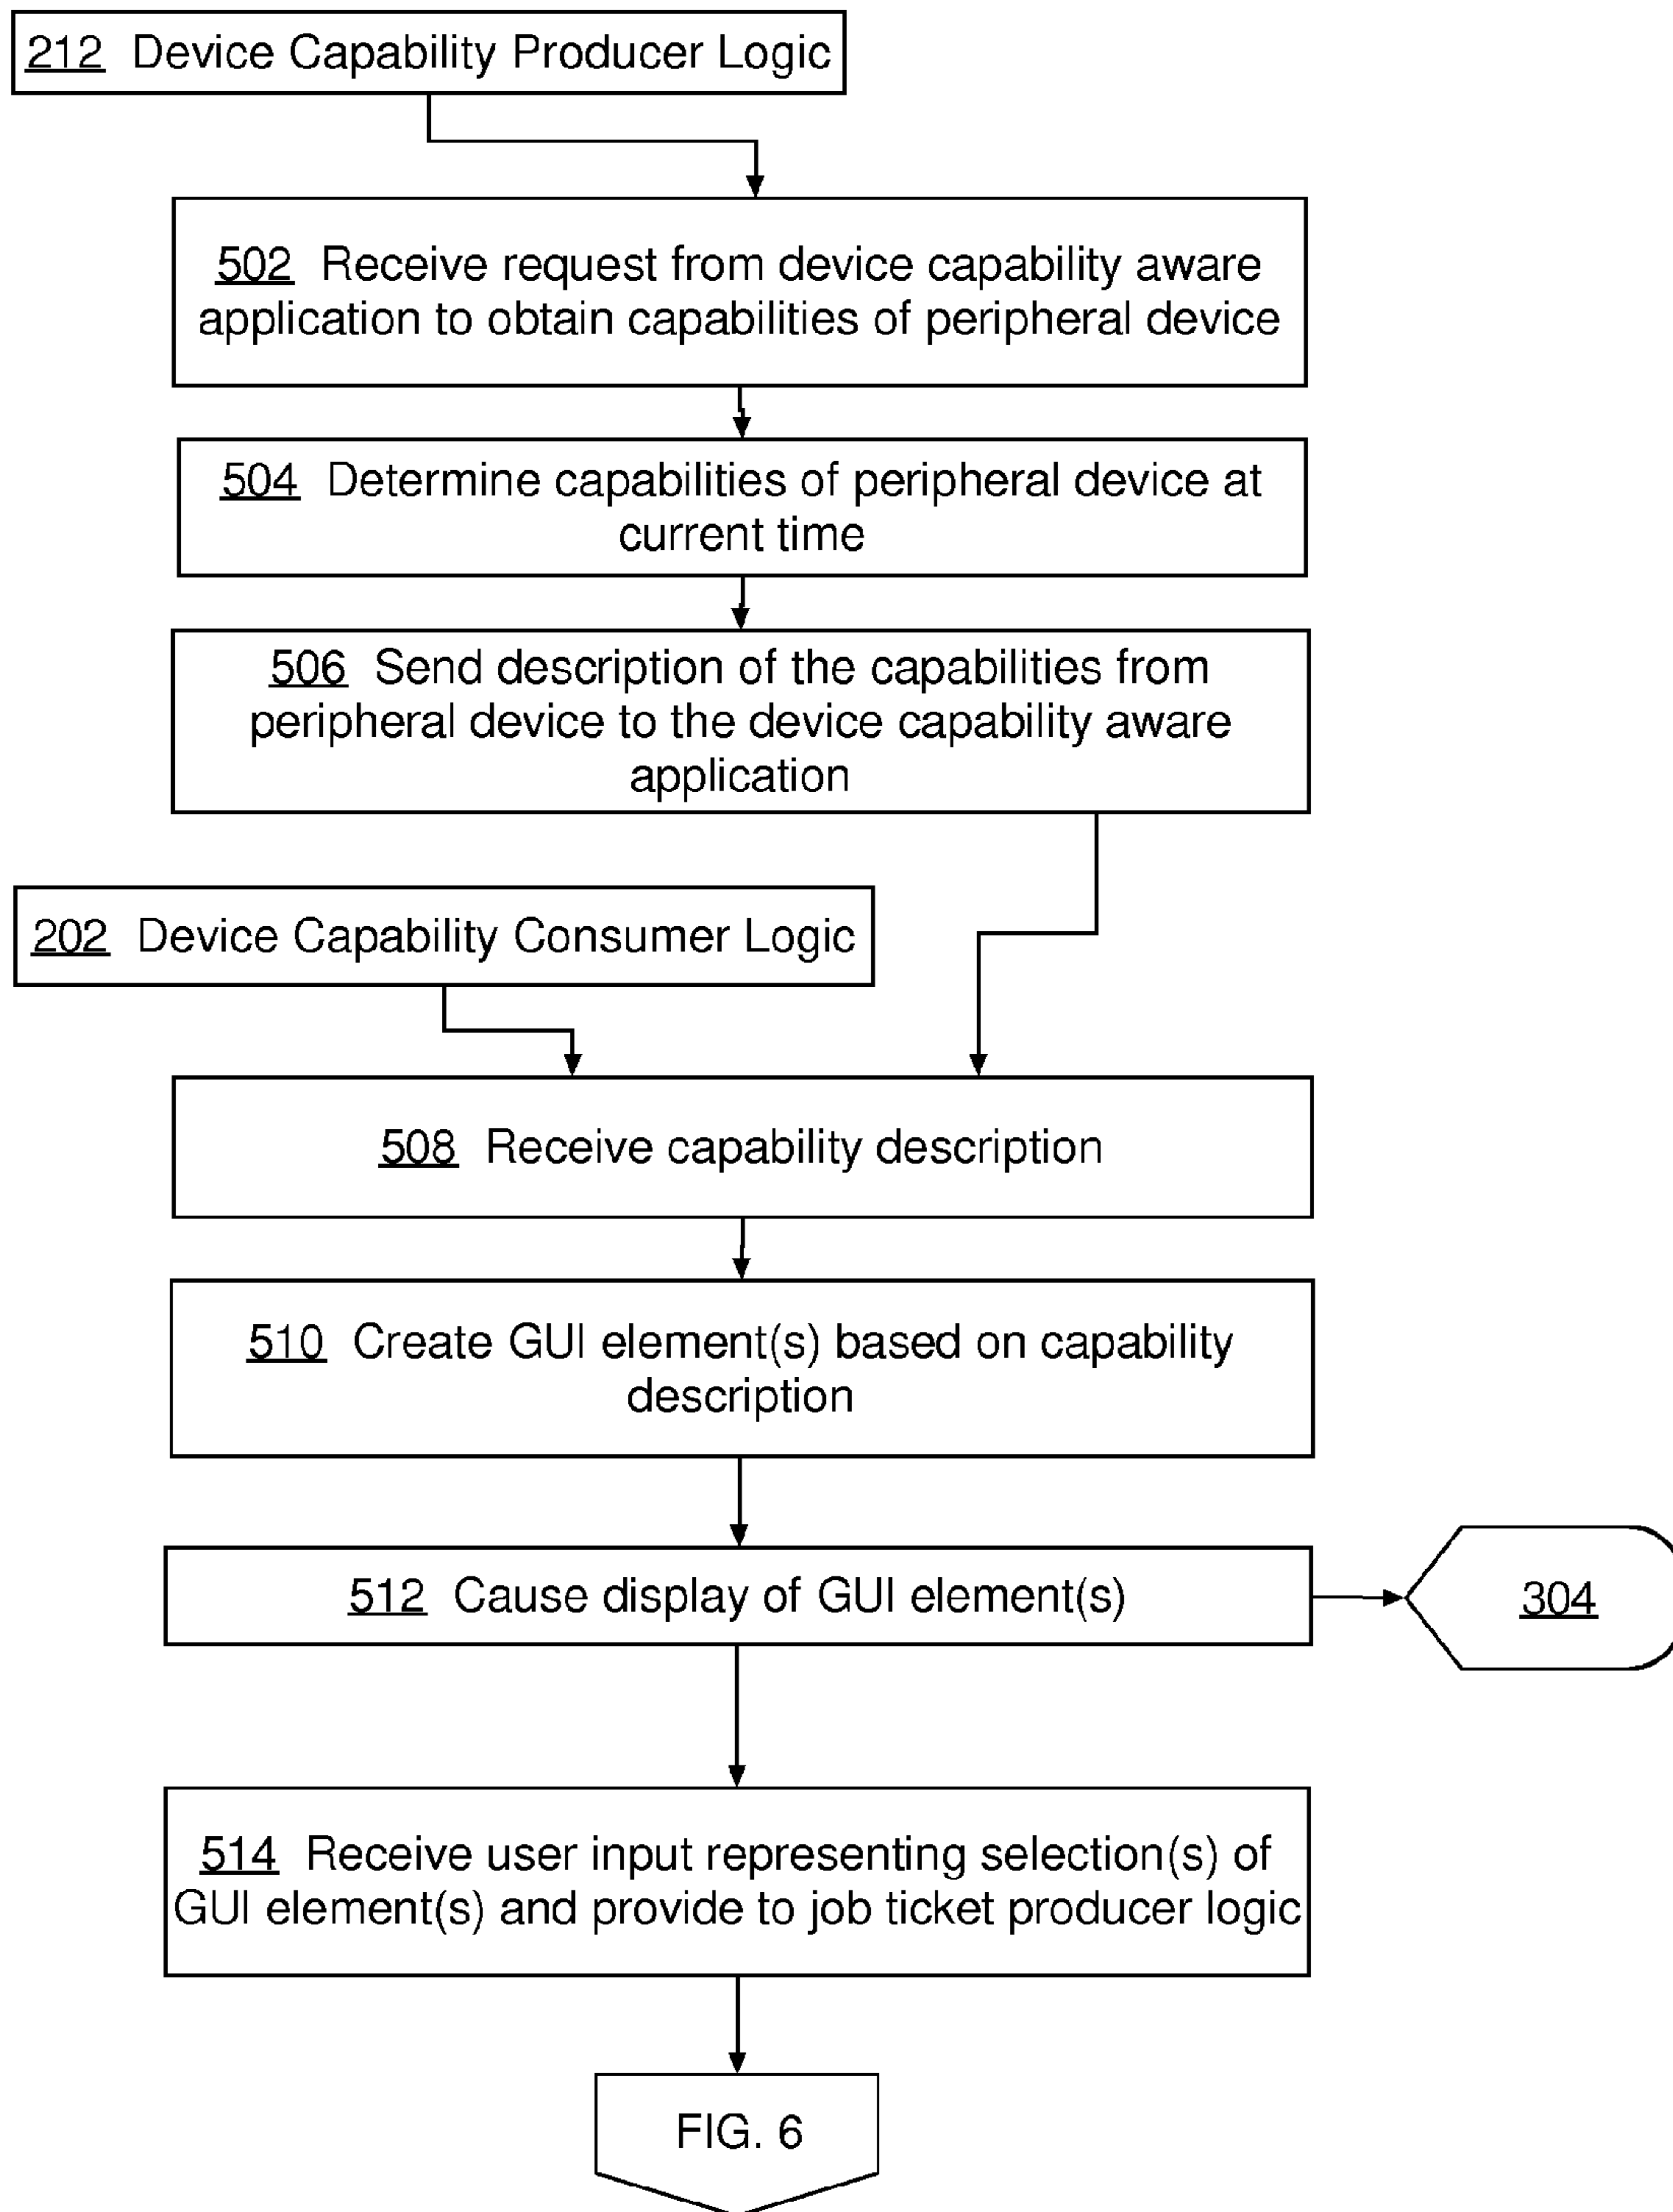 212 Device Capability Producer Logic
502 Receive request from device capability aware
application to obtain capabilities of peripheral device
504 Determine capabilities of peripheral device at
current time
506 Send description of the capabilities from
peripheral device to the device capability aware
application
202 Device Capability Consumer Logic
508 Receive capability description
510 Create GUI element(s) based on capability
description
512 Cause display of GUI element(s)
304
514 Receive user input representing selection(s) of
GUI element(s) and provide to job ticket producer logic
FIG. 6